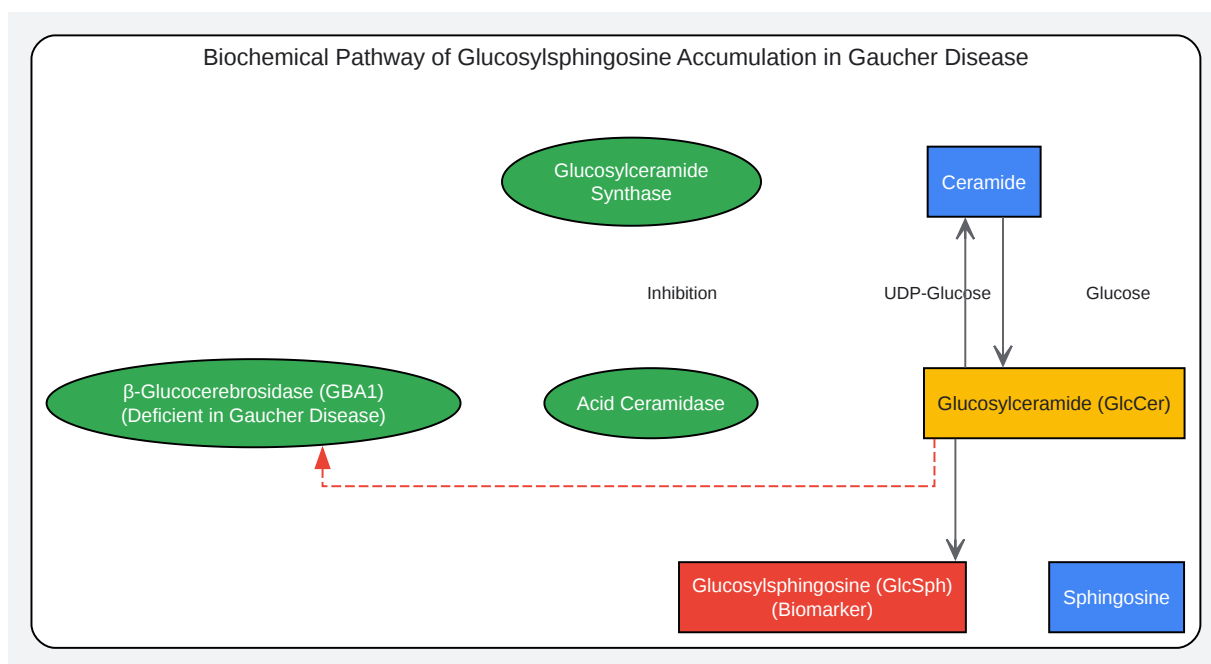 Biochemical Pathway of Glucosylsphingosine Accumulation in Gaucher Disease
Glucosylceramide
Synthase
Ceramide
Inhibition
UDP-Glucose
Glucose
β-Glucocerebrosidase (GBA1)
(Deficient in Gaucher Disease)
Acid Ceramidase
Glucosylceramide (GlcCer)
Glucosylsphingosine (GlcSph)
(Biomarker)
Sphingosine